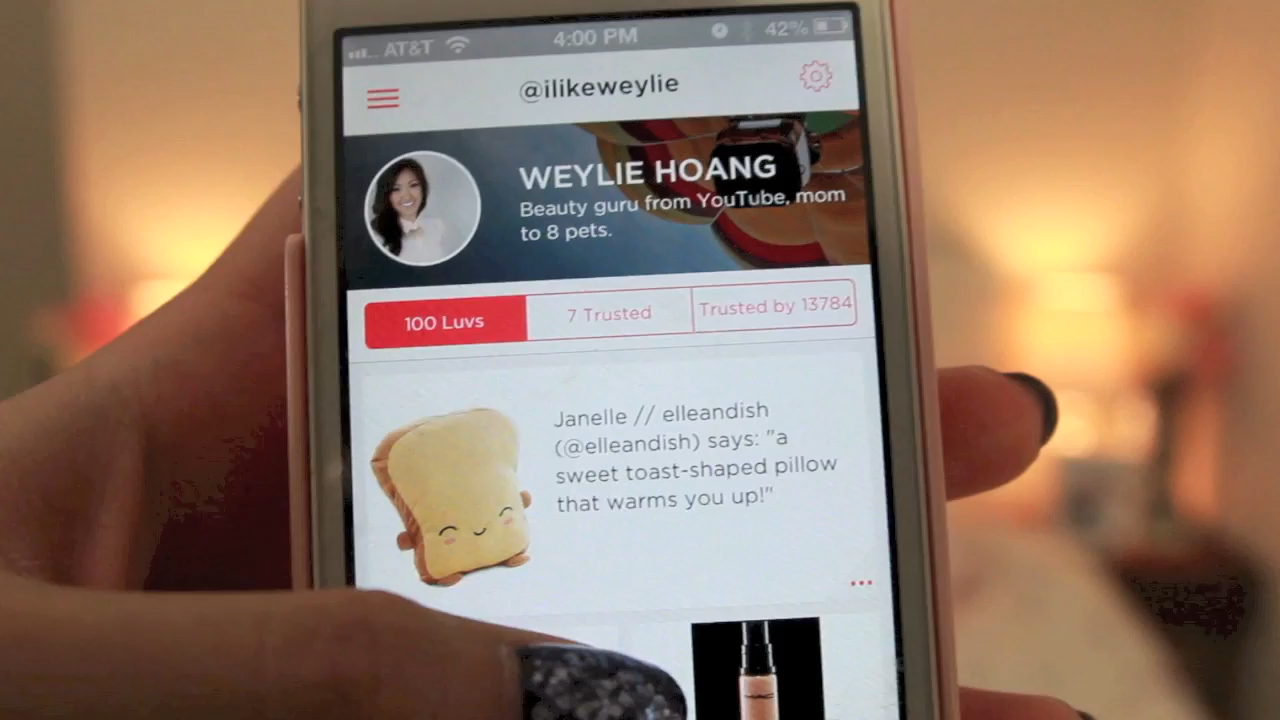 AT&T 4:00 PM 42%
@ilikeweylie
WEYLIE HOANG
Beauty guru from YouTube, mom
to 8 pets.
100 Luvs 7 Trusted Trusted by 13784
Janelle // elleandish
(@elleandish) says: "a
sweet toast-shaped pillow
that warms you up!"
MAC